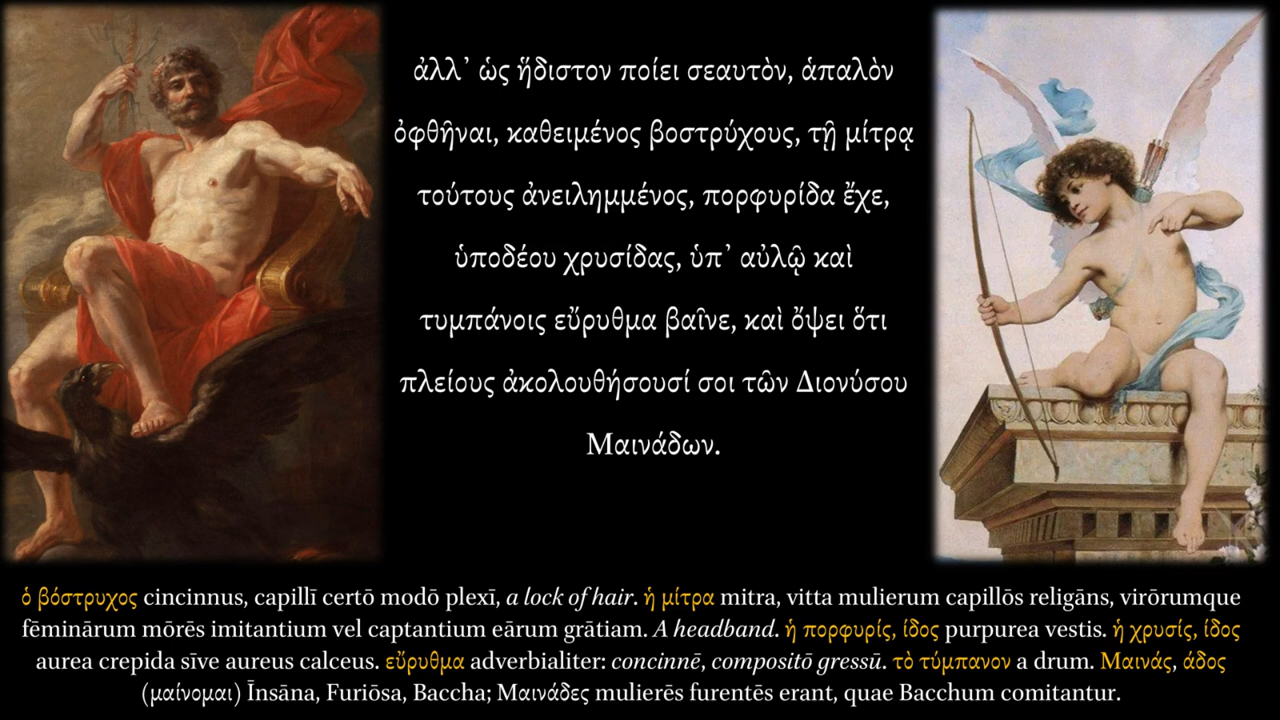 ἀλλ᾽ ὡς ἥδιστον ποίει σεαυτὸν, ἁπαλὸν
ὀφθῆναι, καθειμένος βοστρύχους, τῇ μίτρᾳ
τούτους ἀνειλημμένος, πορφυρίδα ἔχε,
ὑποδέου χρυσίδας, ὑπ᾽ αὐλῷ καὶ
τυμπάνοις εὔρυθμα βαῖνε, καὶ ὄψει ὅτι
πλείους ἀκολουθήσουσί σοι τῶν Διονύσου
Μαινάδων.
ὁ βόστρυχος cincinnus, capillī certō modō plexī, a lock of hair. ἡ μίτρα mitra, vitta mulierum capillōs religāns, virōrumque
fēminārum mōrēs imitantium vel captantium eārum grātiam. A headband. ἡ πορφυρίς, ίδος purpurea vestis. ἡ χρυσίς, ίδος
aurea crepida sīve aureus calceus. εὔρυθμα adverbialiter: concinnē, compositō gressū. τὸ τύμπανον a drum. Μαινάς, άδος
(μαίνομαι) Īnsāna, Furiōsa, Baccha; Μαινάδες mulierēs furentēs erant, quae Bacchum comitantur.